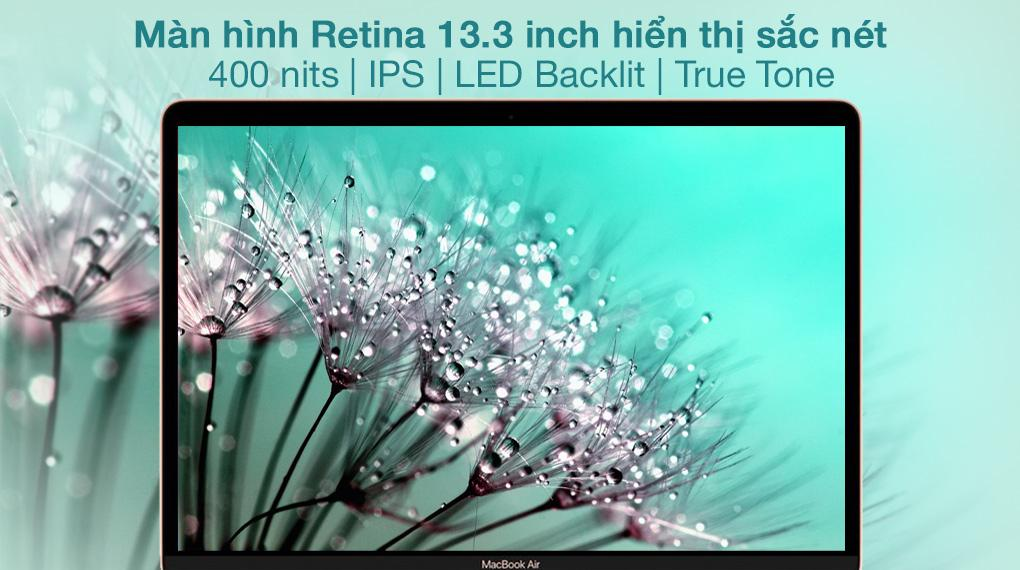 Màn hình Retina 13.3 inch hiển thị sắc nét
400 nits | IPS | LED Backlit | True Tone
MacBook Air